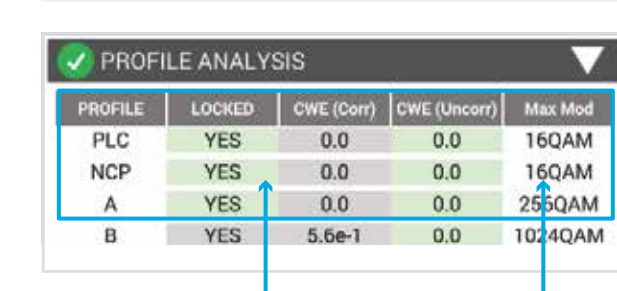 PROFILE ANALYSIS
PROFILE LOCKED CWE (Corr) CWE (Uncorr) Max Mod
PLC YES 0.0 0.0 16QAM
NCP YES 0.0 0.0 16QAM
A YES 0.0 0.0 256QAM
B YES 5.6e-1 0.0 1024QAM